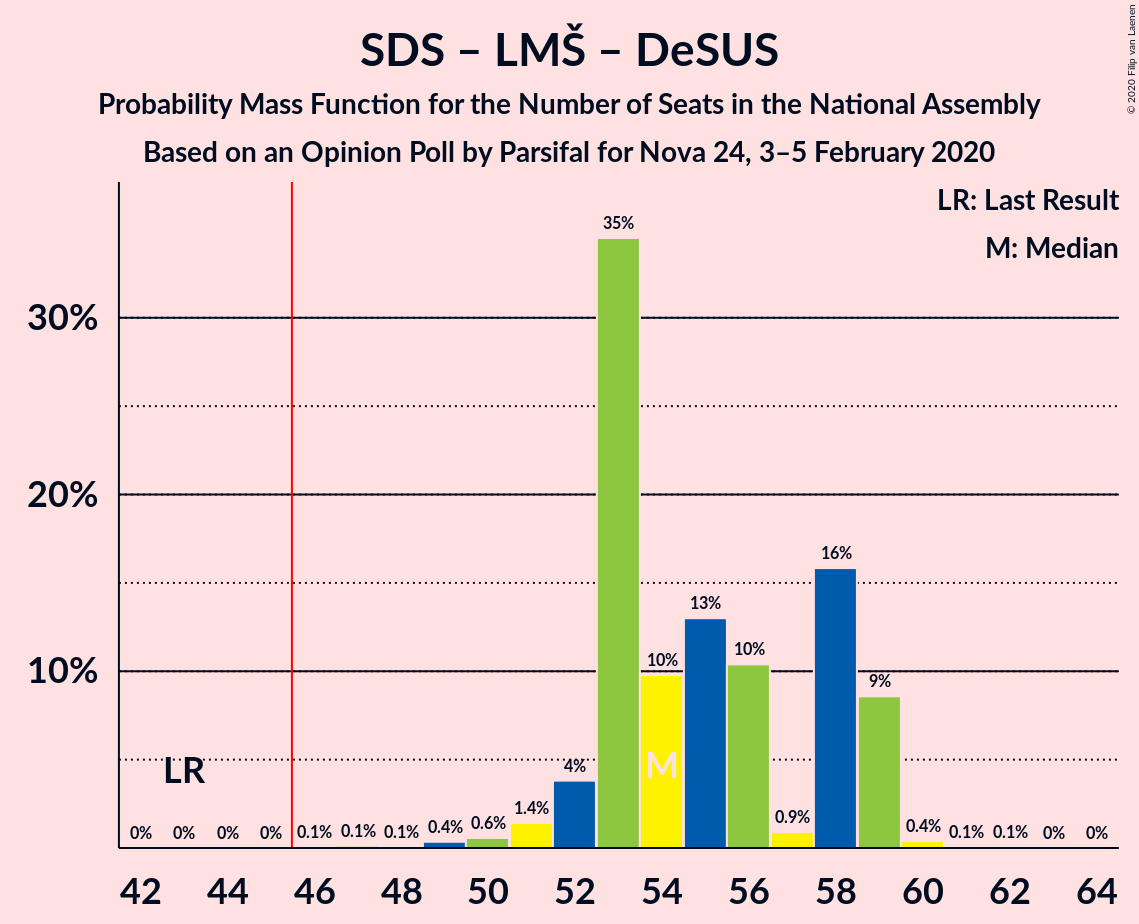 SDS – LMŠ – DeSUS
Probability Mass Function for the Number of Seats in the National Assembly
Based on an Opinion Poll by Parsifal for Nova 24, 3–5 February 2020
© 2020 Filip van Laenen
LR: Last Result
M: Median
35%
30%
20%
16%
13%
10%
10%
10%
9%
M
LR
4%
1.4%
0.9%
0% 0% 0% 0% 0.1% 0.1% 0.1% 0.4% 0.6% 0.4% 0.1% 0.1% 0% 0%
42 44 46 48 50 52 54 56 58 60 62 64